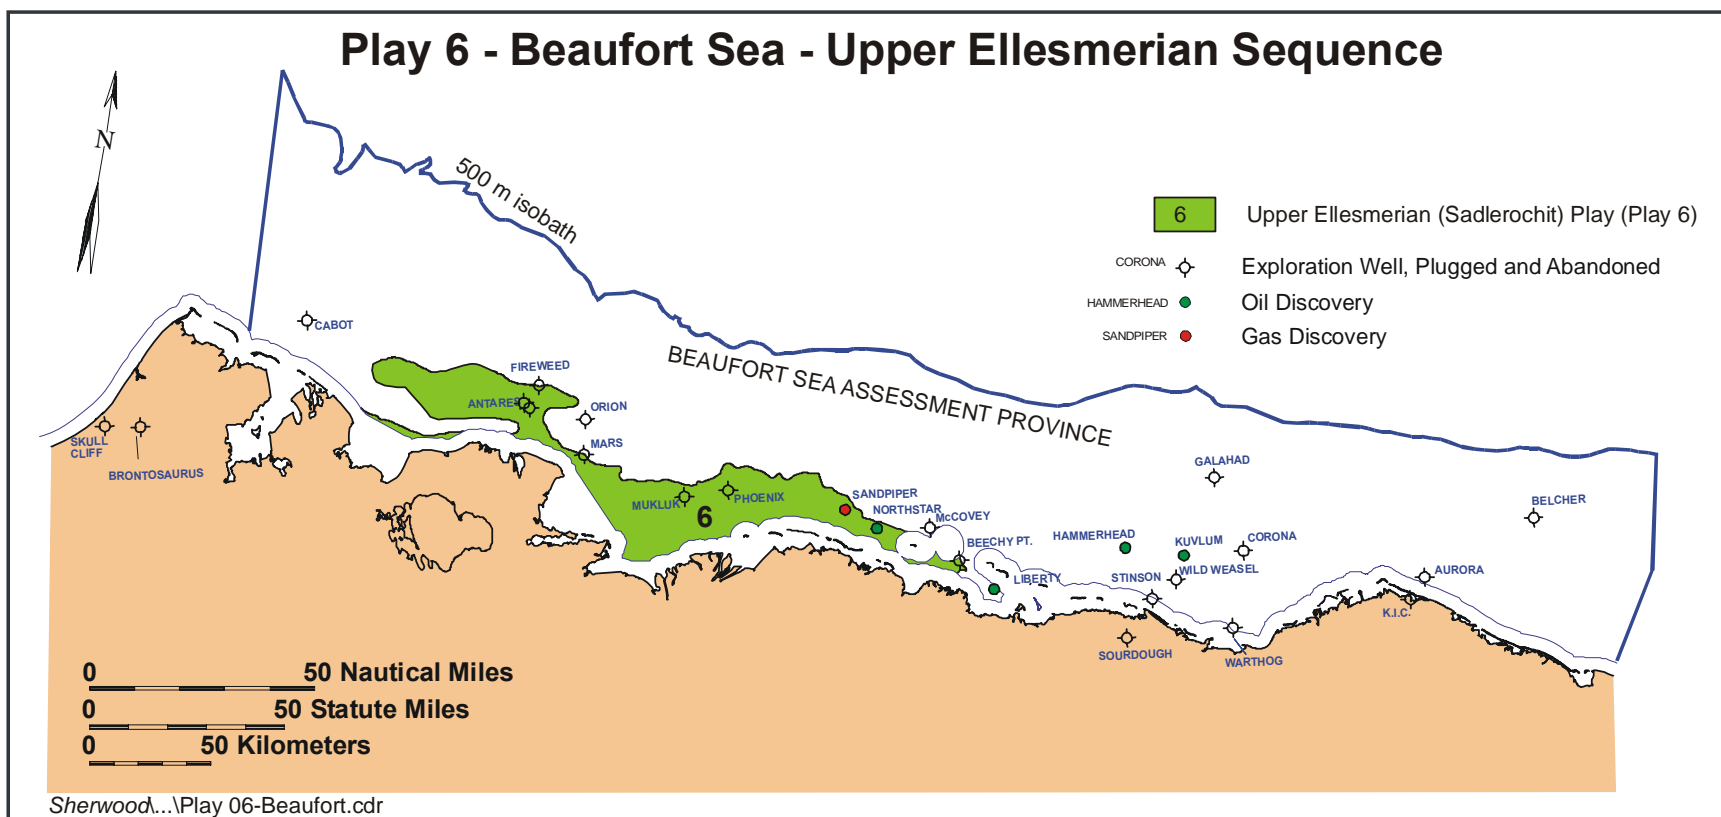 Play 6 - Beaufort Sea - Upper Ellesmerian Sequence
N
500 m isobath
6 Upper Ellesmerian (Sadlerochit) Play (Play 6)
CORONA Exploration Well, Plugged and Abandoned
HAMMERHEAD Oil Discovery
SANDPIPER Gas Discovery
BEAUFORT SEA ASSESSMENT PROVINCE
CABOT
FIREWEED
ANTARES
ORION
MARS
SKULL
CLIFF
BRONTOSAURUS
MUKLUK
PHOENIX
6
SANDPIPER
NORTHSTAR
McCOVEY
BEECHY PT.
LIBERTY
GALAHAD
BELCHER
HAMMERHEAD
KUVLUM
CORONA
STINSON
WILD WEASEL
AURORA
K.I.C.
SOURDOUGH
WARTHOG
0 50 Nautical Miles
0 50 Statute Miles
0 50 Kilometers
Sherwood\...\Play 06-Beaufort.cdr